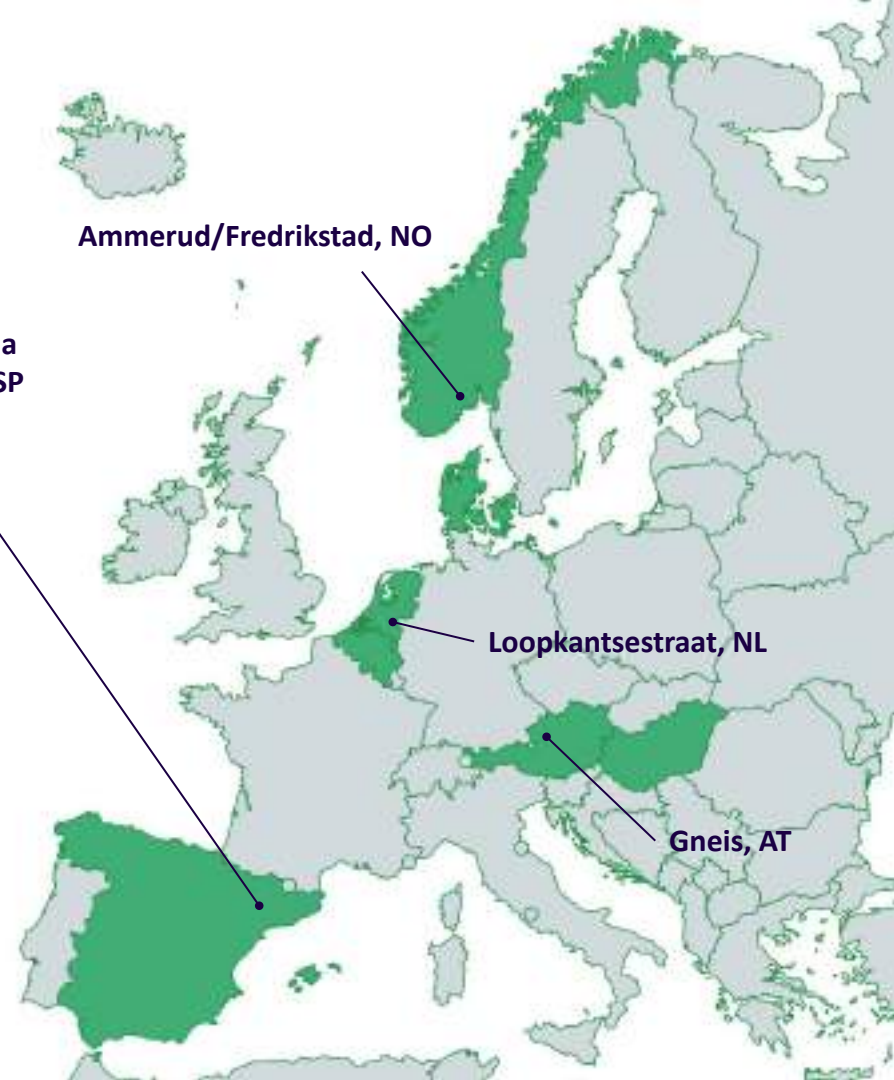 Ammerud/Fredrikstad, NO
a
SP
Loopkantsestraat, NL
Gneis, AT